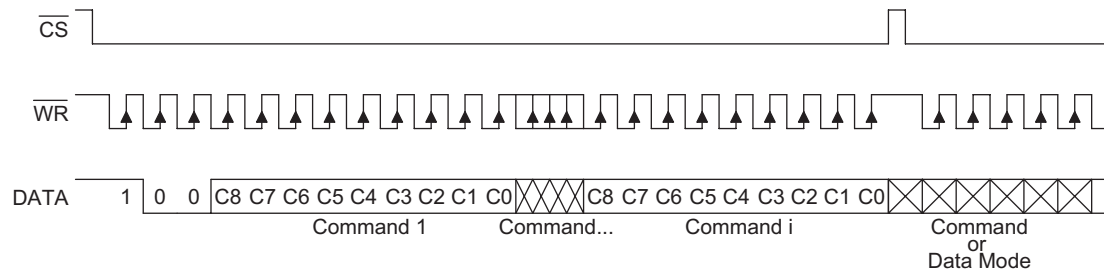 CS
WR
DATA 1 0 0 C8 C7 C6 C5 C4 C3 C2 C1 C0 C8 C7 C6 C5 C4 C3 C2 C1 C0
Command 1 Command... Command i Command
or
Data Mode